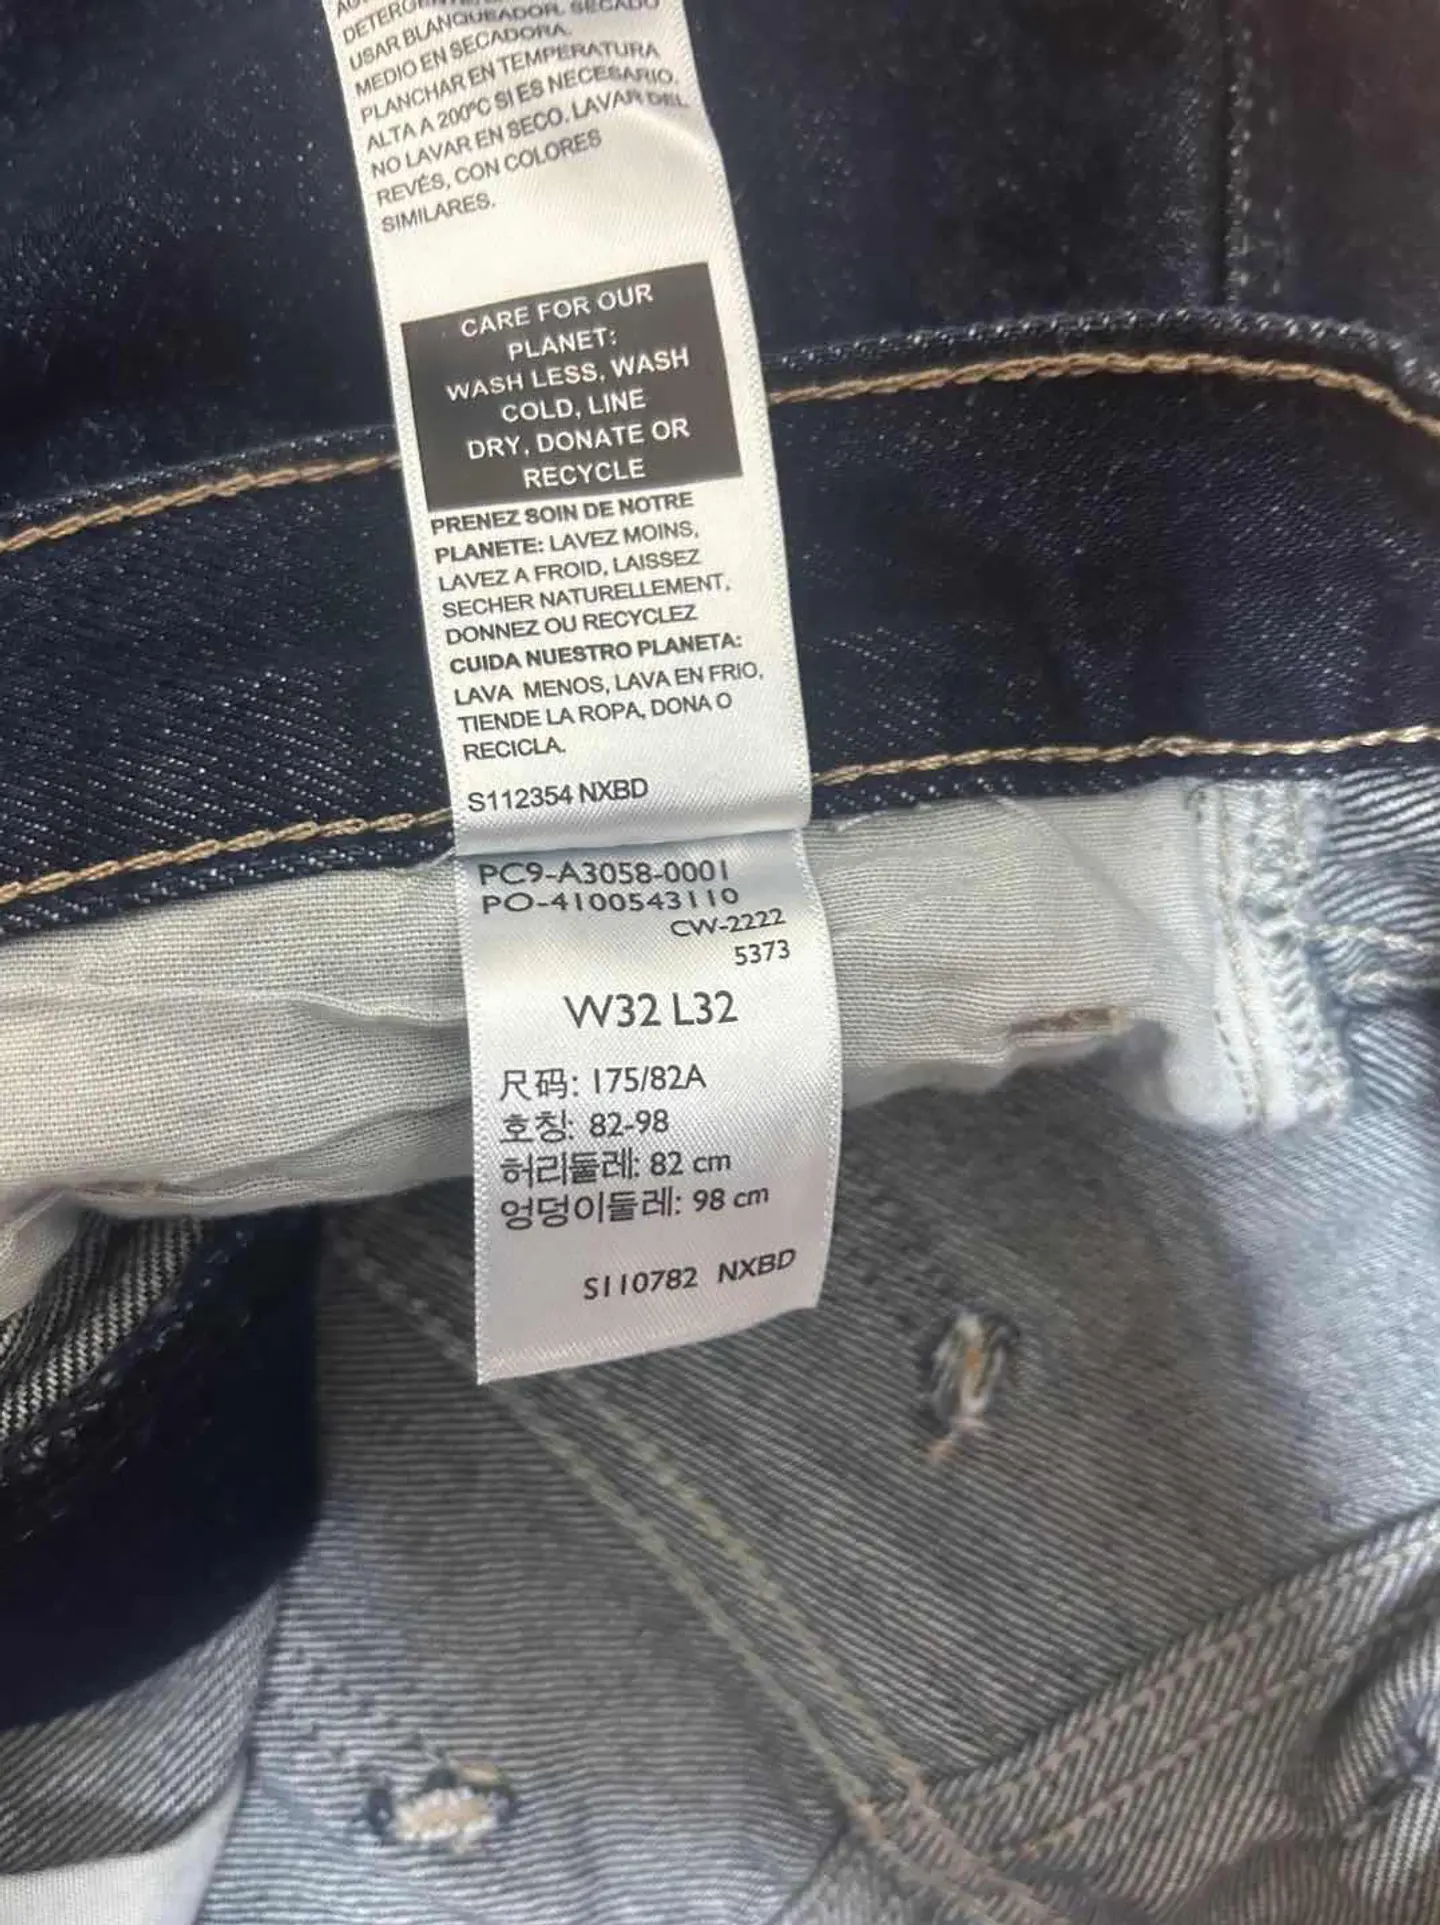 USAR BLANQUEADOR. SECADO
MEDIO EN SECADORA.
PLANCHAR EN TEMPERATURA
ALTA A 200°C SI ES NECESARIO.
NO LAVAR EN SECO. LAVAR DEL
REVÉS, CON COLORES
SIMILARES.
CARE FOR OUR
PLANET:
WASH LESS, WASH
COLD, LINE
DRY, DONATE OR
RECYCLE
PRENEZ SOIN DE NOTRE
PLANETE: LAVEZ MOINS,
LAVEZ A FROID, LAISSEZ
SECHER NATURELLEMENT,
DONNEZ OU RECYCLEZ
CUIDA NUESTRO PLANETA:
LAVA MENOS, LAVA EN FRIO,
TIENDE LA ROPA, DONA O
RECICLA.
S112354 NXBD
PC9-A3058-0001
PO-4100543110
CW-2222
5373
W32 L32
尺码: 175/82A
호칭: 82-98
허리둘레: 82 cm
엉덩이둘레: 98 cm
S110782 NXBD